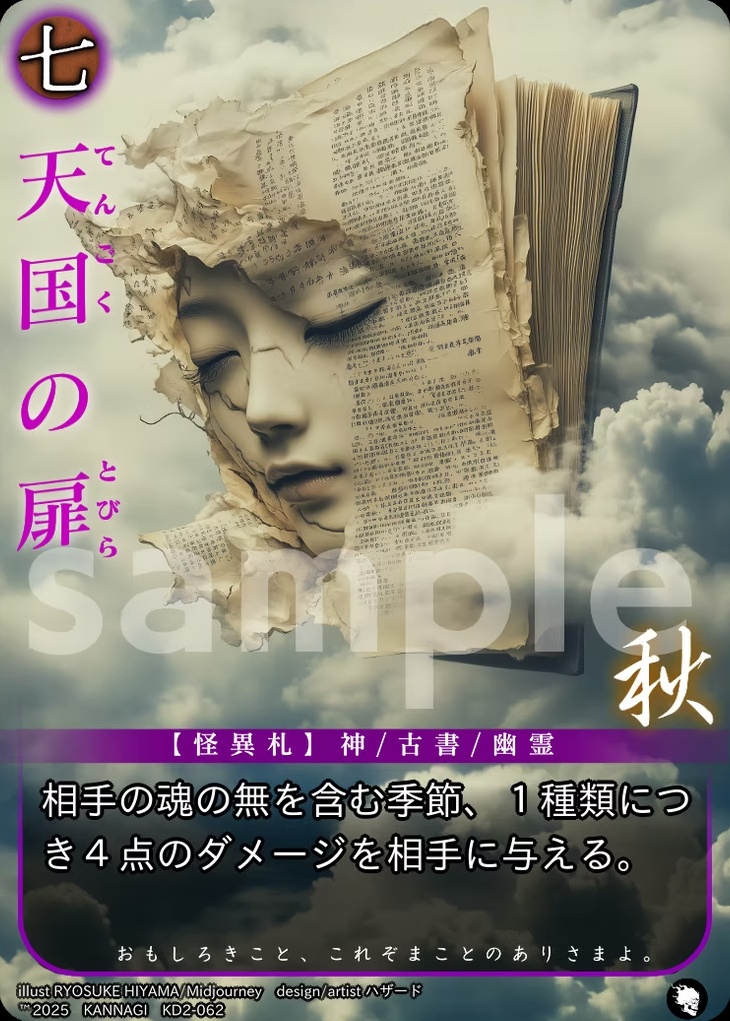 七
天国の扉
てんごく
とびら
sample
秋
【怪異札】神/古書/幽霊
相手の魂の無を含む季節、１種類につ
き４点のダメージを相手に与える。
おもしろきこと、これぞまことのありさまよ。
illust RYOSUKE HIYAMA/Midjourney design/artist ハザード
™2025 KANNAGI KD2-062